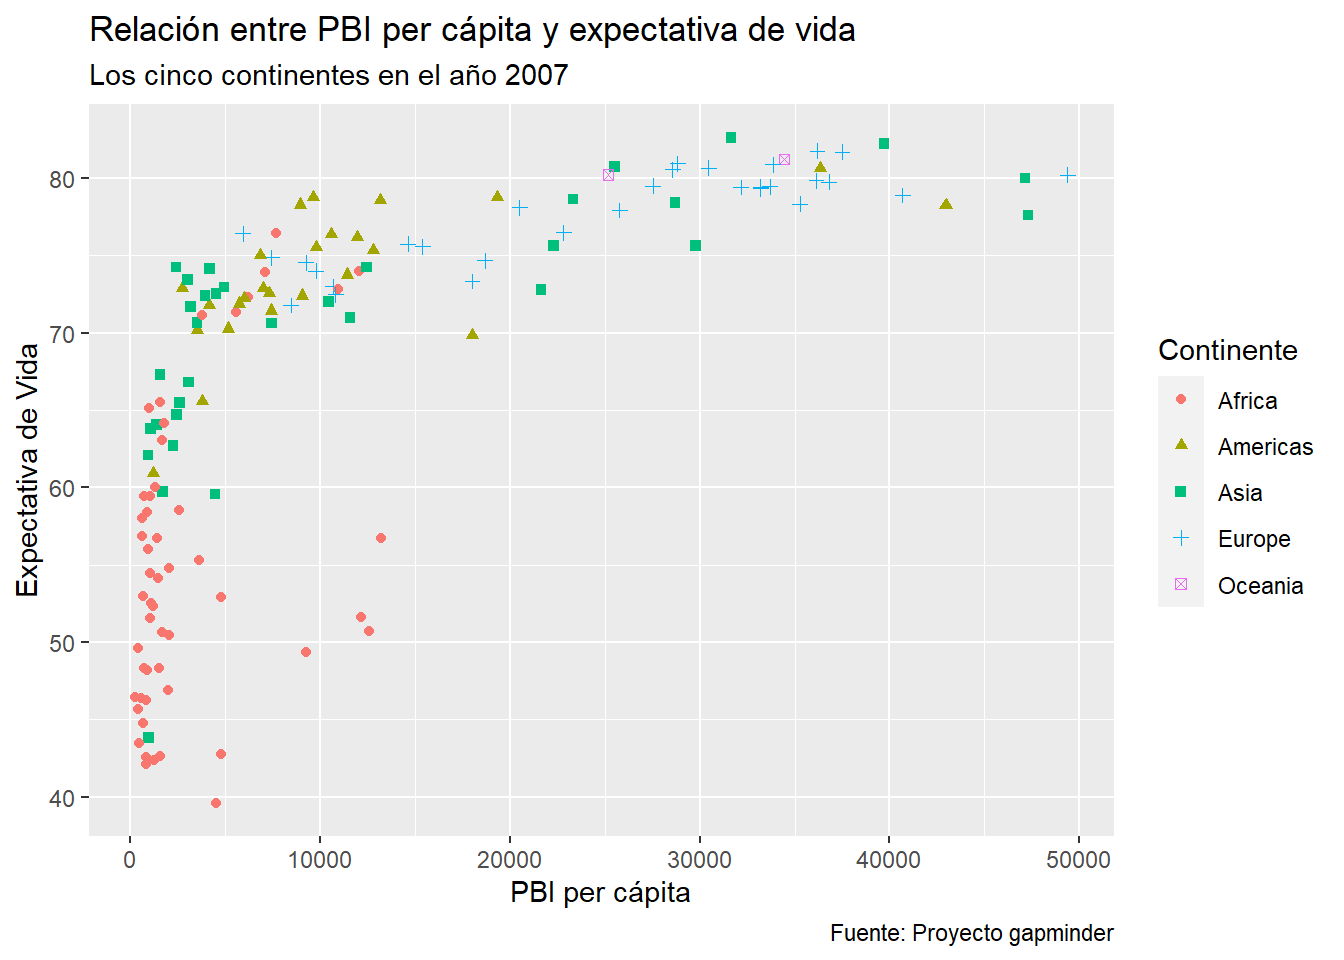 Relación entre PBI per cápita y expectativa de vida
Los cinco continentes en el año 2007
Expectativa de Vida
80
70
60
50
40
0 10000 20000 30000 40000 50000
PBI per cápita
Continente
Africa
Americas
Asia
Europe
Oceania
Fuente: Proyecto gapminder